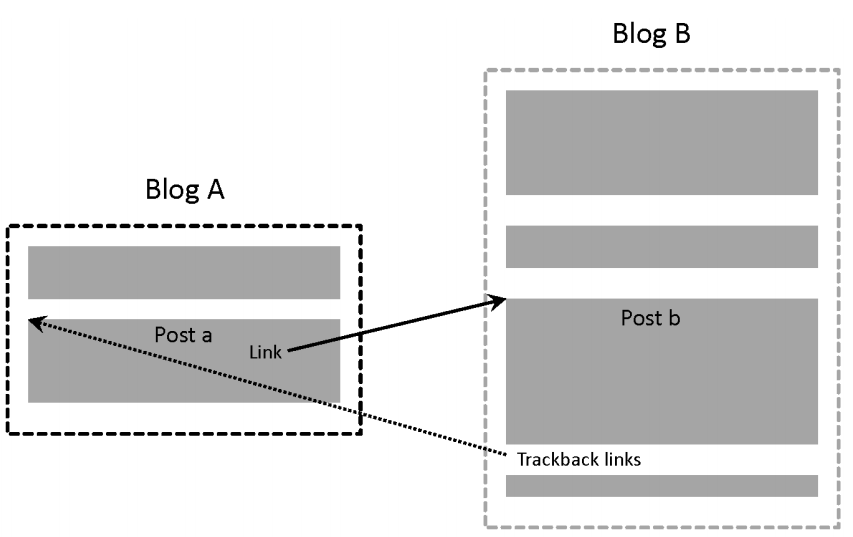 Blog B
Blog A
Post a
Link
Post b
Trackback links